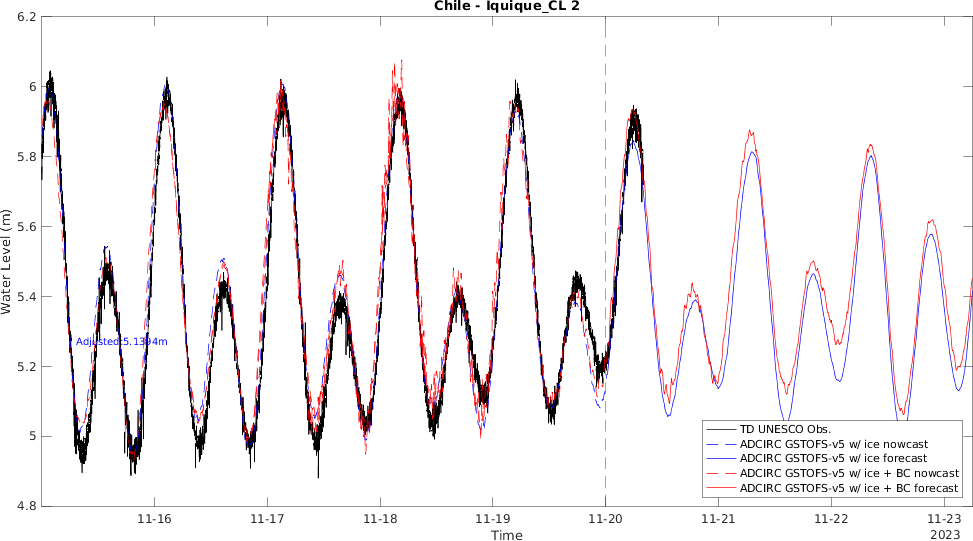 Chile - Iquique_CL 2
6.2
6
5.8
5.6
5.4
5.2
5
4.8
Water Level (m)
Adjusted:5.1394m
TD UNESCO Obs.
ADCIRC GSTOFS-v5 w/ ice nowcast
ADCIRC GSTOFS-v5 w/ ice forecast
ADCIRC GSTOFS-v5 w/ ice + BC nowcast
ADCIRC GSTOFS-v5 w/ ice + BC forecast
11-16 11-17 11-18 11-19 11-20 11-21 11-22 11-23
Time
2023